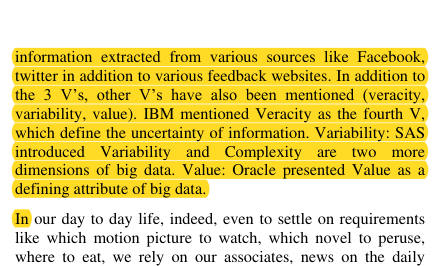 information extracted from various sources like Facebook,
twitter in addition to various feedback websites. In addition to
the 3 V's, other V's have also been mentioned (veracity,
variability, value). IBM mentioned Veracity as the fourth V,
which define the uncertainty of information. Variability: SAS
introduced Variability and Complexity are two more
dimensions of big data. Value: Oracle presented Value as a
defining attribute of big data.
In our day to day life, indeed, even to settle on requirements
like which motion picture to watch, which novel to peruse,
where to eat, we rely on our associates, news on the daily